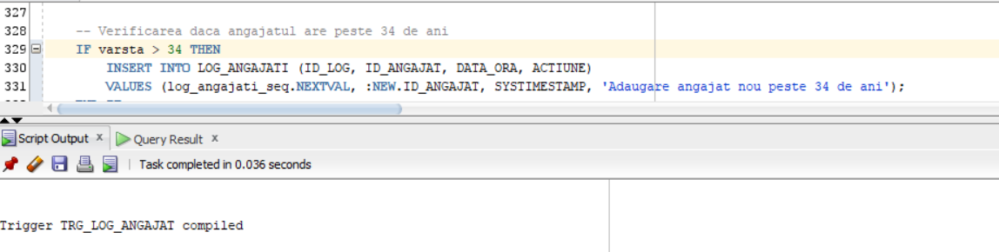 327
328 -- Verificarea daca angajatul are peste 34 de ani
329 IF varsta > 34 THEN
330 INSERT INTO LOG_ANGAJATI (ID_LOG, ID_ANGAJAT, DATA_ORA, ACTIUNE)
331 VALUES (log_angajati_seq.NEXTVAL, :NEW.ID_ANGAJAT, SYSTIMESTAMP, 'Adaugare angajat nou peste 34 de ani');
Script Output x Query Result x
Task completed in 0.036 seconds
Trigger TRG_LOG_ANGAJAT compiled